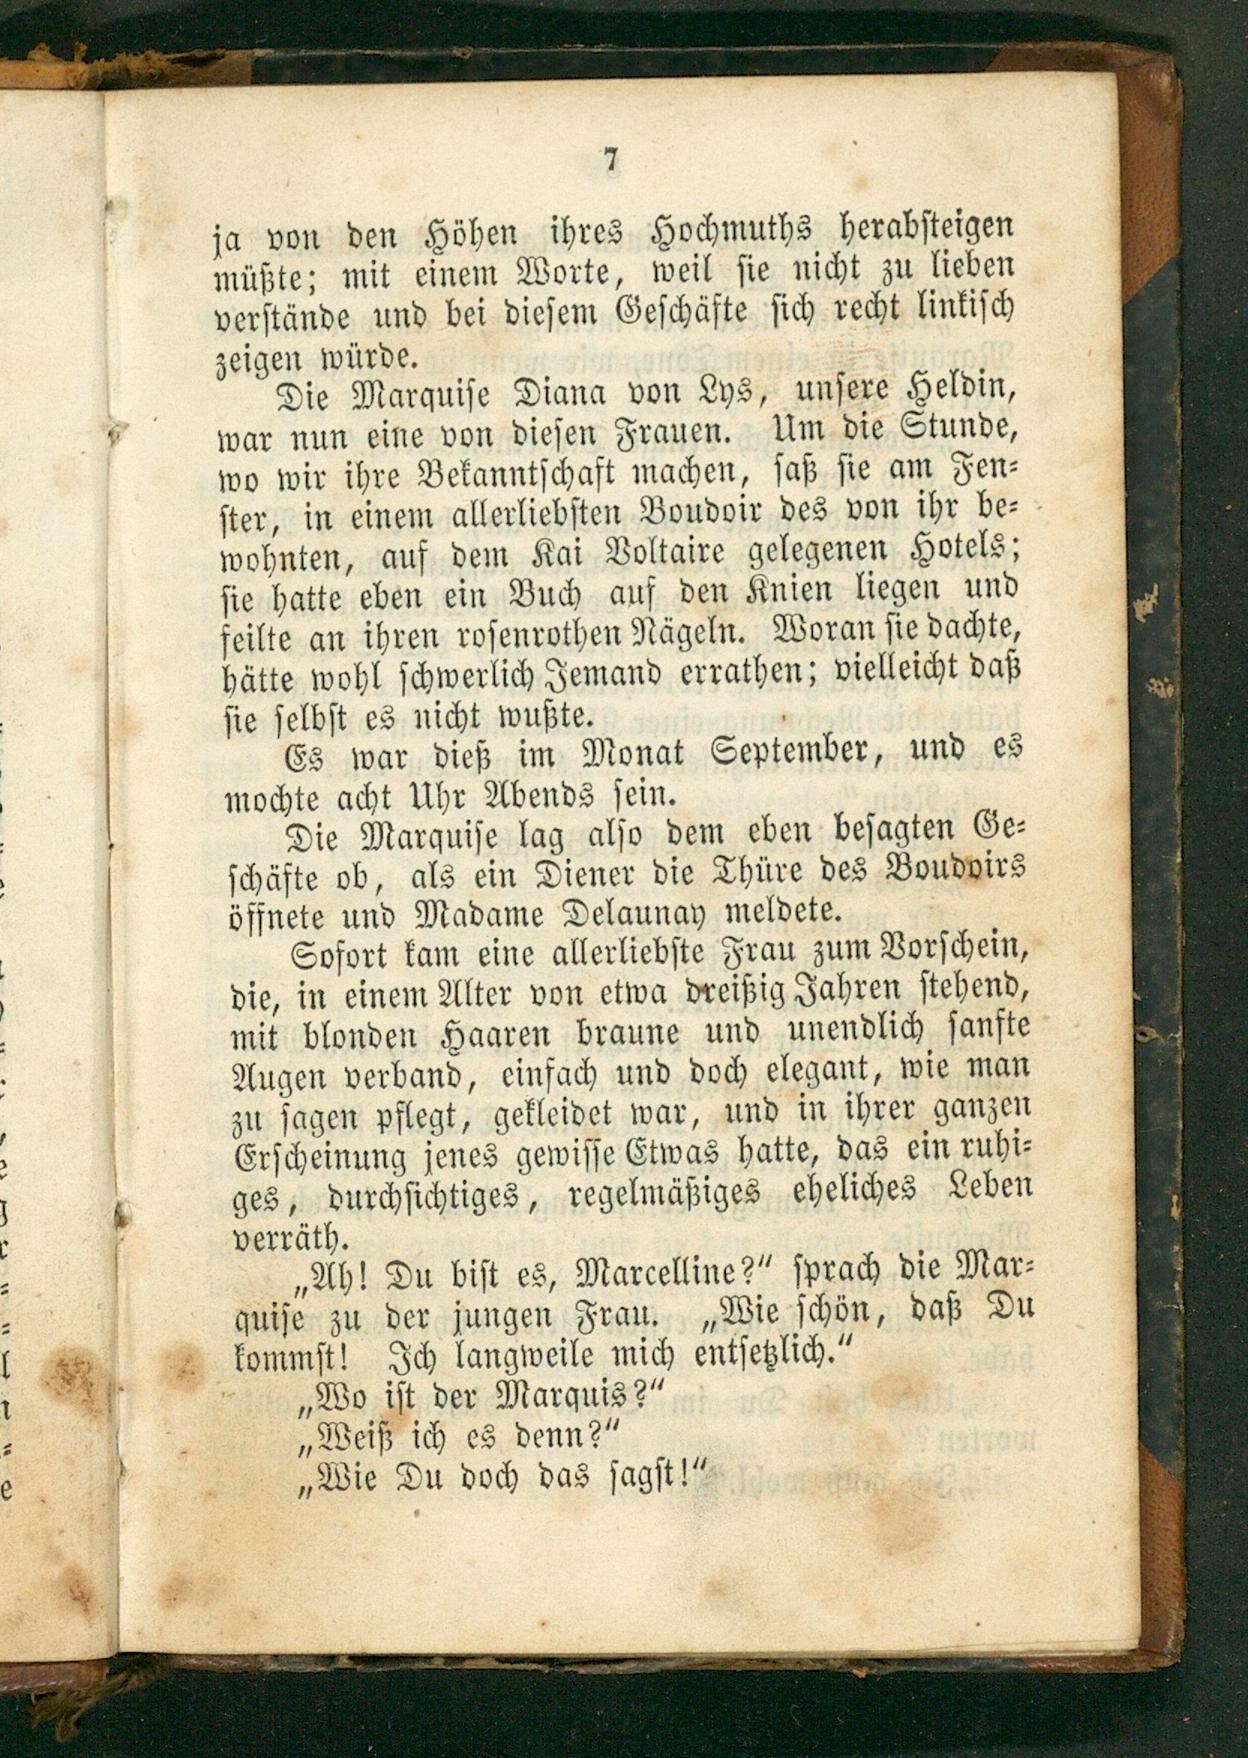 7
ja von den Höhen ihres Hochmuths herabsteigen
müßte; mit einem Worte, weil sie nicht zu lieben
verstände und bei diesem Geschäfte sich recht linkisch
zeigen würde.
Die Marquise Diana von Lys, unsere Heldin,
war nun eine von diesen Frauen. Um die Stunde,
wo wir ihre Bekanntschaft machen, saß sie am Fen-
ster, in einem allerliebsten Boudoir des von ihr be-
wohnten, auf dem Kai Voltaire gelegenen Hotels;
sie hatte eben ein Buch auf den Knien liegen und
feilte an ihren rosenrothen Nägeln. Woran sie dachte,
hätte wohl schwerlich Jemand errathen; vielleicht daß
sie selbst es nicht wußte.
Es war dieß im Monat September, und es
mochte acht Uhr Abends sein.
Die Marquise lag also dem eben besagten Ge-
schäfte ob, als ein Diener die Thüre des Boudoirs
öffnete und Madame Delaunay meldete.
Sofort kam eine allerliebste Frau zum Vorschein,
die, in einem Alter von etwa dreißig Jahren stehend,
mit blonden Haaren braune und unendlich sanfte
Augen verband, einfach und doch elegant, wie man
zu sagen pflegt, gekleidet war, und in ihrer ganzen
Erscheinung jenes gewisse Etwas hatte, das ein ruhi-
ges, durchsichtiges, regelmäßiges eheliches Leben
verräth.
„Ah! Du bist es, Marcelline?“ sprach die Mar-
quise zu der jungen Frau. „Wie schön, daß Du
kommst! Ich langweile mich entsetzlich.“
„Wo ist der Marquis?“
„Weiß ich es denn?“
„Wie Du doch das sagst!“